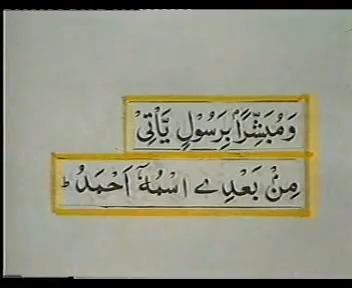 وَمُبَشِّرًۢا بِرَسُوۡلٍ يَّاۡتِىۡ
مِنۡۢ بَعۡدِے اسۡمُهٗۤ اَحۡمَدُ ؕ